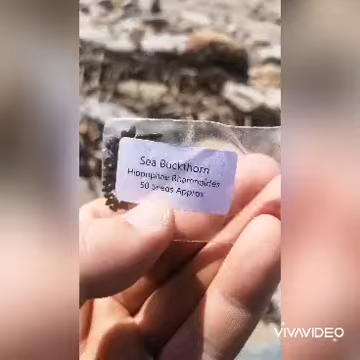 Sea Buckthorn
Hippophae Rhamnoides
50 Seeds Approx
VIVAVIDEO